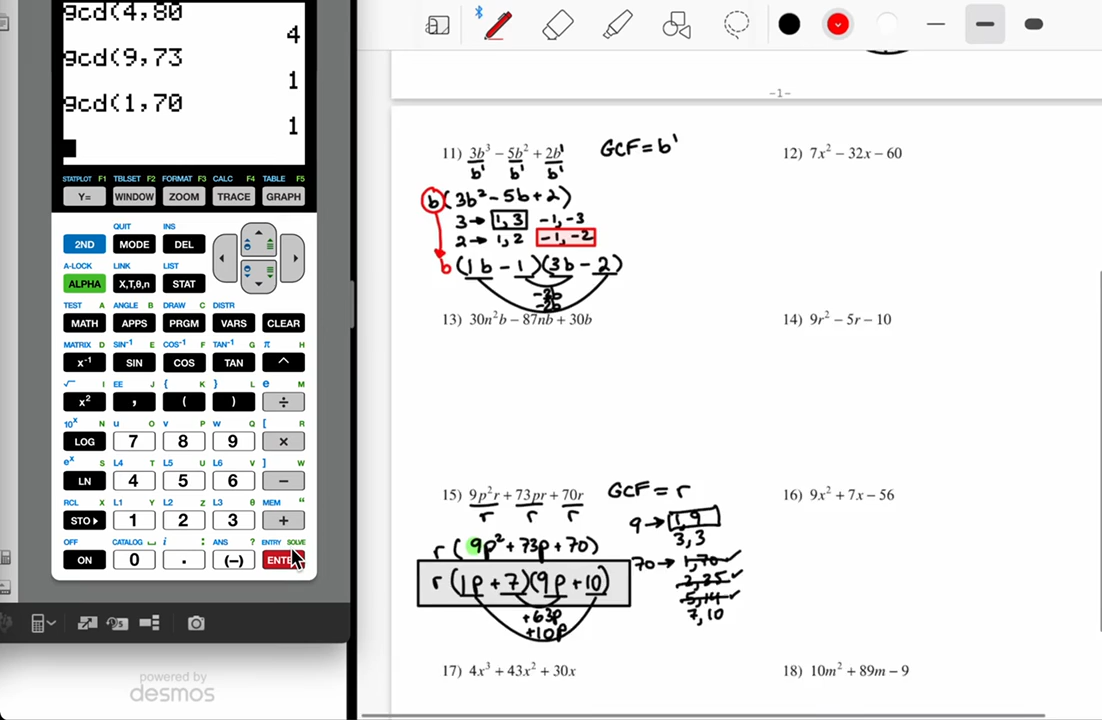 gcd(4,80
4
gcd(9,73
1
gcd(1,70
1
STATPLOT F1 TBLSET F2 FORMAT F3 CALC F4 TABLE F5
Y= WINDOW ZOOM TRACE GRAPH
QUIT INS
2ND MODE DEL
A-LOCK LINK LIST
ALPHA X,T,θ,n STAT
TEST A ANGLE B DRAW C DISTR
MATH APPS PRGM VARS CLEAR
MATRIX D SIN⁻¹ E COS⁻¹ F TAN⁻¹ G π H
x⁻¹ SIN COS TAN ^
√ I EE J { K } L e M
x² , ( ) ÷
10ˣ N u O v P w Q [ R
LOG 7 8 9 ×
eˣ S L4 T L5 U L6 V ] W
LN 4 5 6 −
RCL X L1 Y L2 Z L3 θ MEM "
STO▸ 1 2 3 +
OFF CATALOG i : ANS ? ENTRY SOLVE
ON 0 . (−) ENTE
powered by
desmos
-1-
11) 3b³ − 5b² + 2b¹ GCF = b¹
b¹ b¹ b¹
b(3b² − 5b + 2)
3 → 1, 3 −1, −3
2 → 1, 2 −1, −2
b(1b − 1)(3b − 2)
−3b
−2b
12) 7x² − 32x − 60
13) 30n²b − 87nb + 30b
14) 9r² − 5r − 10
15) 9p²r + 73pr + 70r GCF = r
r r r
9 → 1, 9
3, 3
r(9p² + 73p + 70)
70 → 1, 70
2, 35
5, 14
7, 10
r(1p + 7)(9p + 10)
+63p
+10p
16) 9x² + 7x − 56
17) 4x³ + 43x² + 30x
18) 10m² + 89m − 9